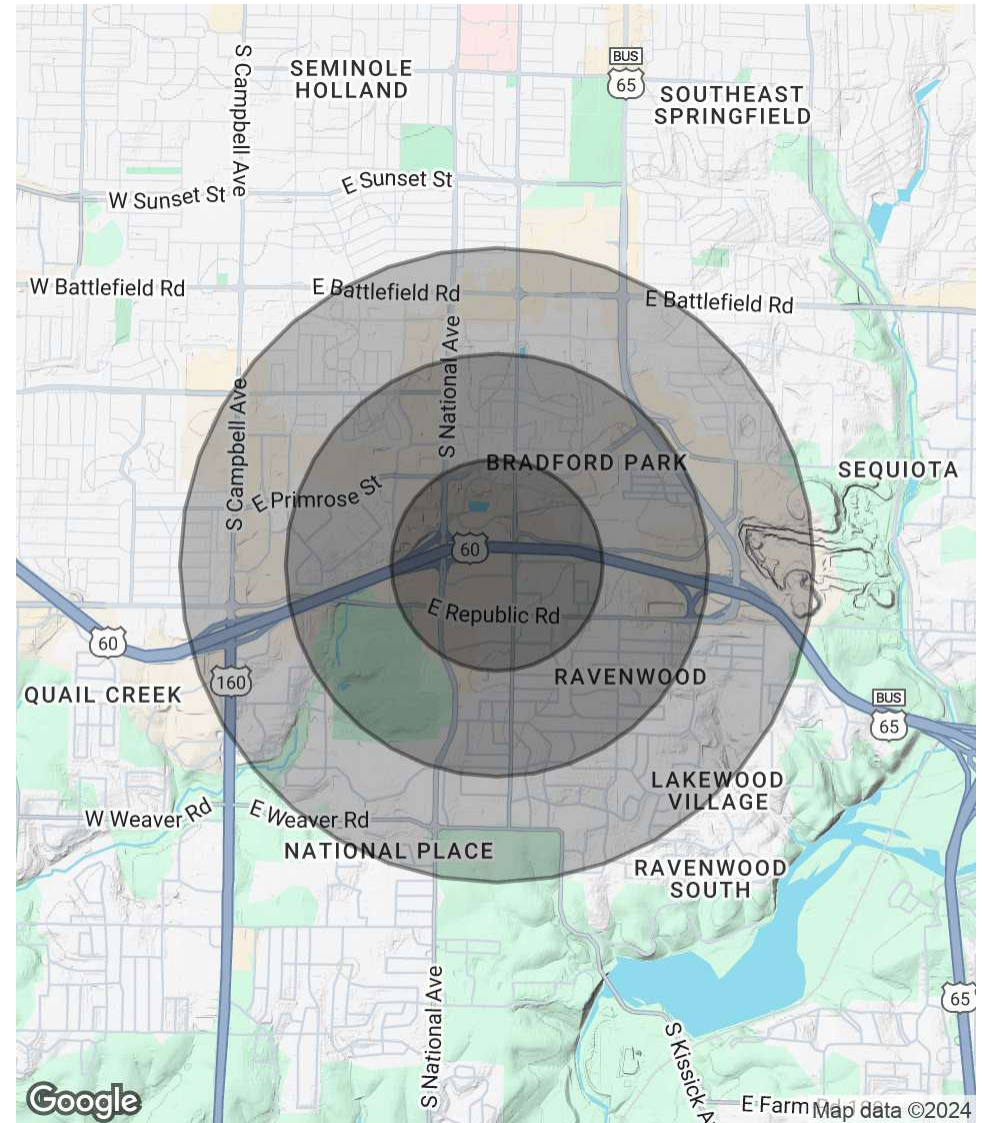 S Campbell Ave
SEMINOLE
HOLLAND
BUS
65
SOUTHEAST
SPRINGFIELD
W Sunset St
E Sunset St
W Battlefield Rd
E Battlefield Rd
E Battlefield Rd
S National Ave
S Campbell Ave
BRADFORD PARK
SEQUIOTA
E Primrose St
60
E Republic Rd
60
QUAIL CREEK
160
RAVENWOOD
BUS
65
LAKEWOOD
VILLAGE
W Weaver Rd
E Weaver Rd
NATIONAL PLACE
RAVENWOOD
SOUTH
S National Ave
65
S Kissick A
Google
E Farm
Map data ©2024